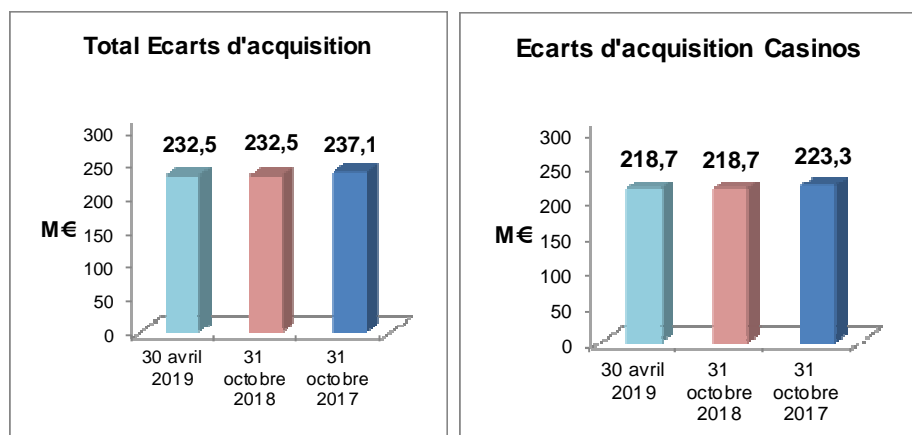 Total Ecarts d'acquisition
232,5 232,5 237,1
300
250
200
M€
150
100
50
0
30 avril
2019
31
octobre
2018
31
octobre
2017
Ecarts d'acquisition Casinos
218,7 218,7 223,3
300
250
200
M€
150
100
50
0
30 avril
2019
31
octobre
2018
31
octobre
2017